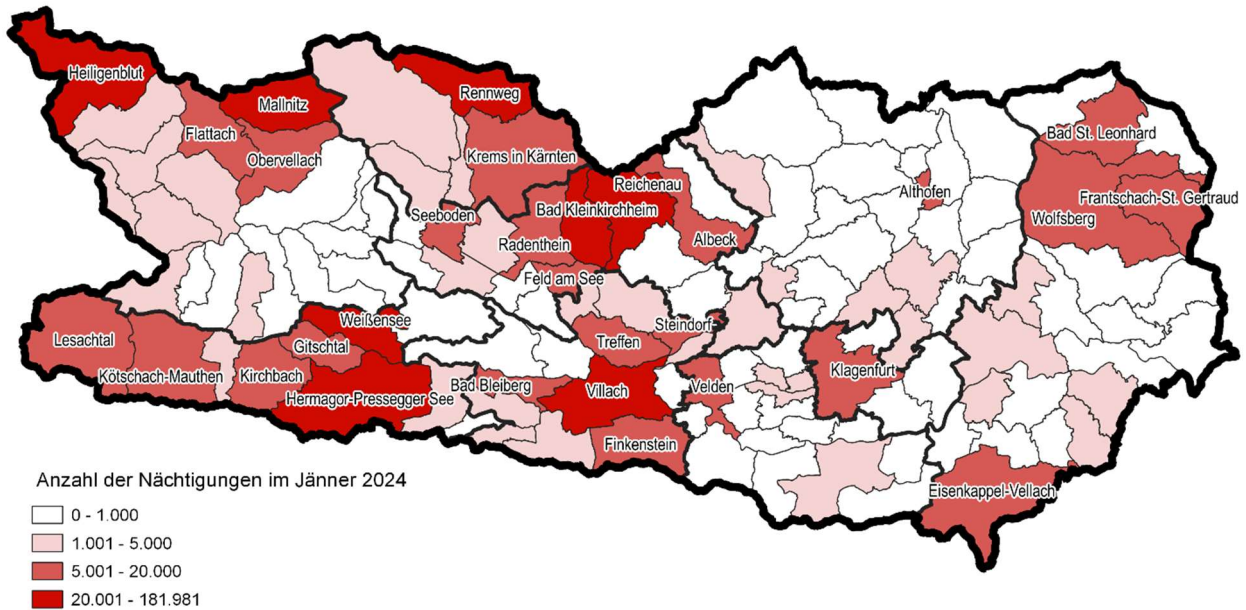 Heiligenblut
Mallnitz
Rennweg
Flattach
Obervellach
Krems in Kärnten
Bad St. Leonhard
Reichenau
Althofen
Frantschach-St. Gertraud
Seeboden
Bad Kleinkirchheim
Wolfsberg
Radenthein
Albeck
Feld am See
Weißensee
Steindorf
Lesachtal
Gitschtal
Treffen
Kötschach-Mauthen
Kirchbach
Klagenfurt
Bad Bleiberg
Villach
Velden
Hermagor-Pressegger See
Finkenstein
Eisenkappel-Vellach
Anzahl der Nächtigungen im Jänner 2024
0 - 1.000
1.001 - 5.000
5.001 - 20.000
20.001 - 181.981